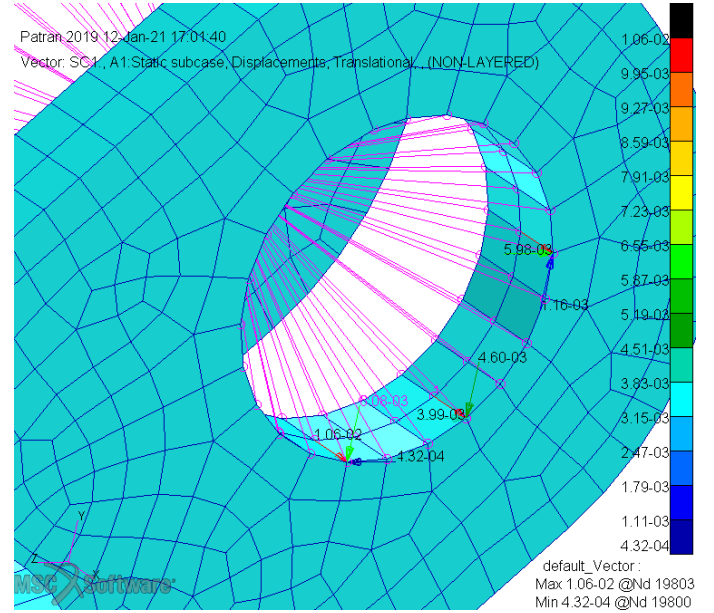 Patran 2019 12-Jan-21 17:01:40
Vector: SC1:, A1:Static subcase, Displacements, Translational, , (NON-LAYERED)
1.06-02
9.95-03
9.27-03
8.59-03
7.91-03
7.23-03
6.55-03
5.87-03
5.19-03
4.51-03
3.83-03
3.15-03
2.47-03
1.79-03
1.11-03
4.32-04
5.98-03
1.16-03
4.60-03
3.99-03
1.06-02
4.32-04
Y
Z
X
MSC Software
default_Vector :
Max 1.06-02 @Nd 19803
Min 4.32-04 @Nd 19800